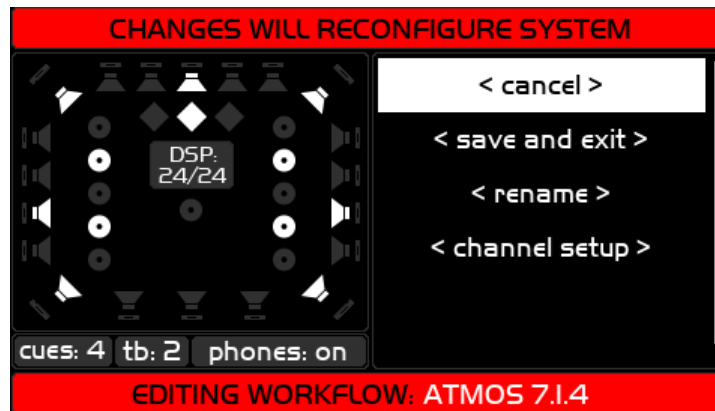 CHANGES WILL RECONFIGURE SYSTEM
DSP:
24/24
cues: 4 tb: 2 phones: on
< cancel >
< save and exit >
< rename >
< channel setup >
EDITING WORKFLOW: ATMOS 7.1.4